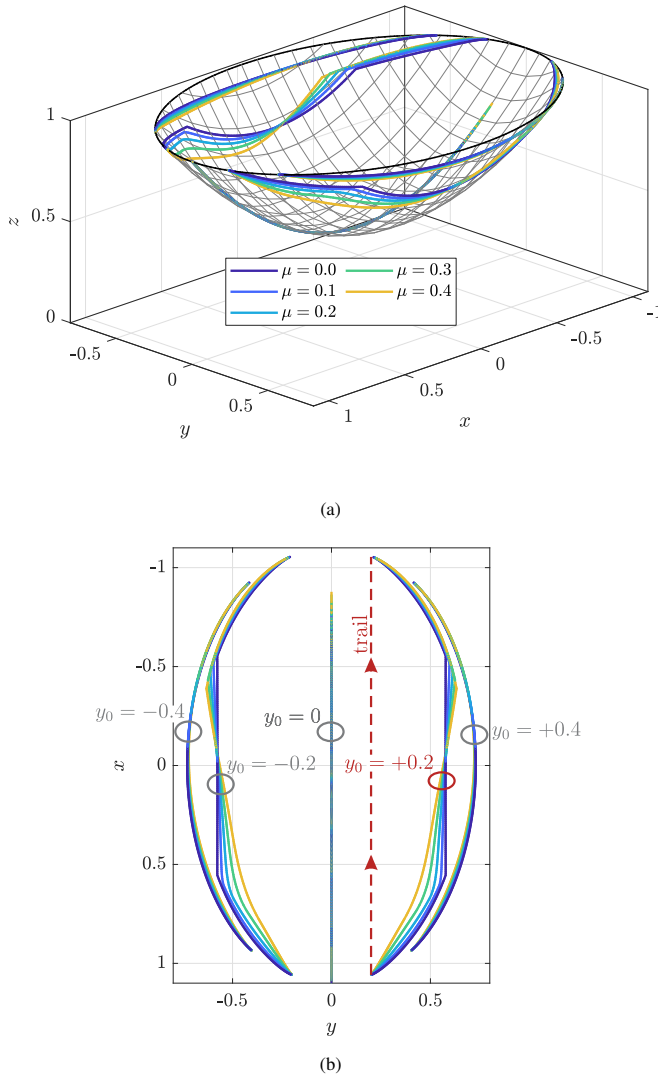 1
0.5
0
z
-0.5
0
0.5
y
1
0.5
0
-0.5
-1
x
μ = 0.0
μ = 0.1
μ = 0.2
μ = 0.3
μ = 0.4
(a)
-1
-0.5
0
0.5
1
x
trail
y₀ = −0.4
y₀ = 0
y₀ = +0.4
y₀ = −0.2
y₀ = +0.2
-0.5
0
0.5
y
(b)